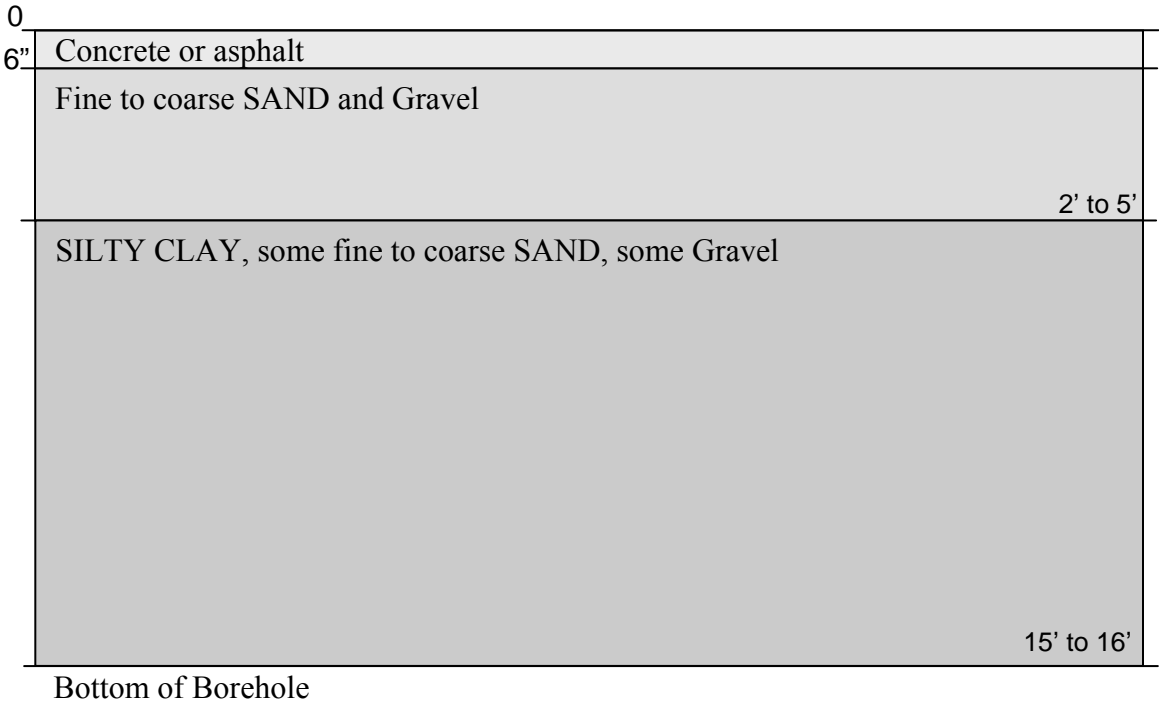 0
Concrete or asphalt
6”
Fine to coarse SAND and Gravel
2’ to 5’
SILTY CLAY, some fine to coarse SAND, some Gravel
15’ to 16’
Bottom of Borehole